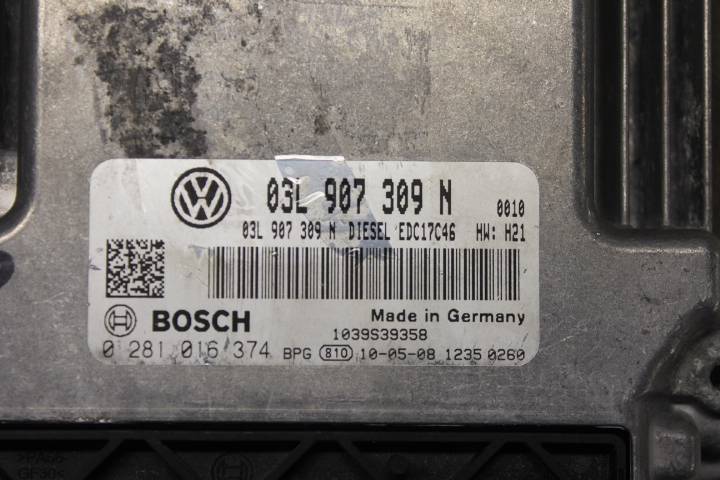 03L 907 309 N 0010
03L 907 309 N DIESEL EDC17C46 HW: H21
BOSCH Made in Germany
1039S39358
0 281 016 374 BPG 810 10-05-08 1235 0260